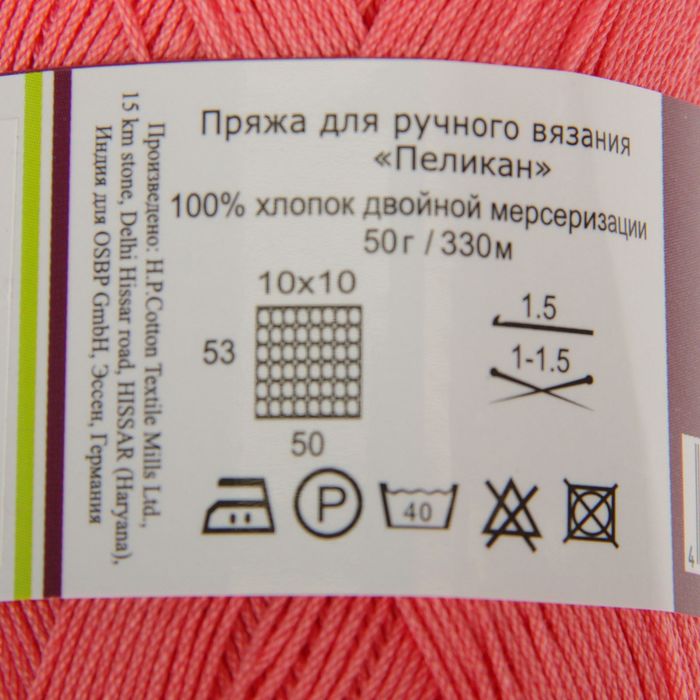 Пряжа для ручного вязания
«Пеликан»
100% хлопок двойной мерсеризации
50г / 330м
10x10
53
50
1.5
1-1.5
P
40
Произведено: H.P.Cotton Textile Mills Ltd.,
15 km stone, Delhi Hissar road, HISSAR (Haryana),
Индия для OSBP GmbH, Эссен, Германия
4